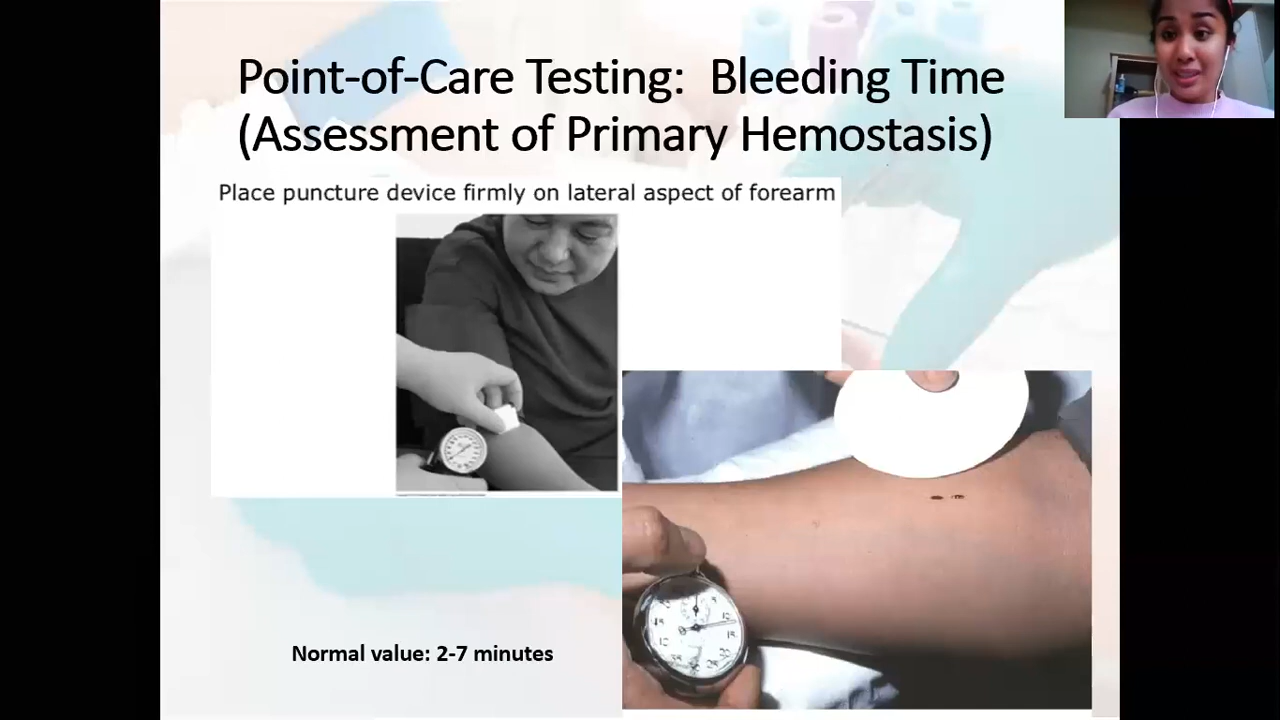 Point-of-Care Testing: Bleeding Time
(Assessment of Primary Hemostasis)
Place puncture device firmly on lateral aspect of forearm
Normal value: 2-7 minutes